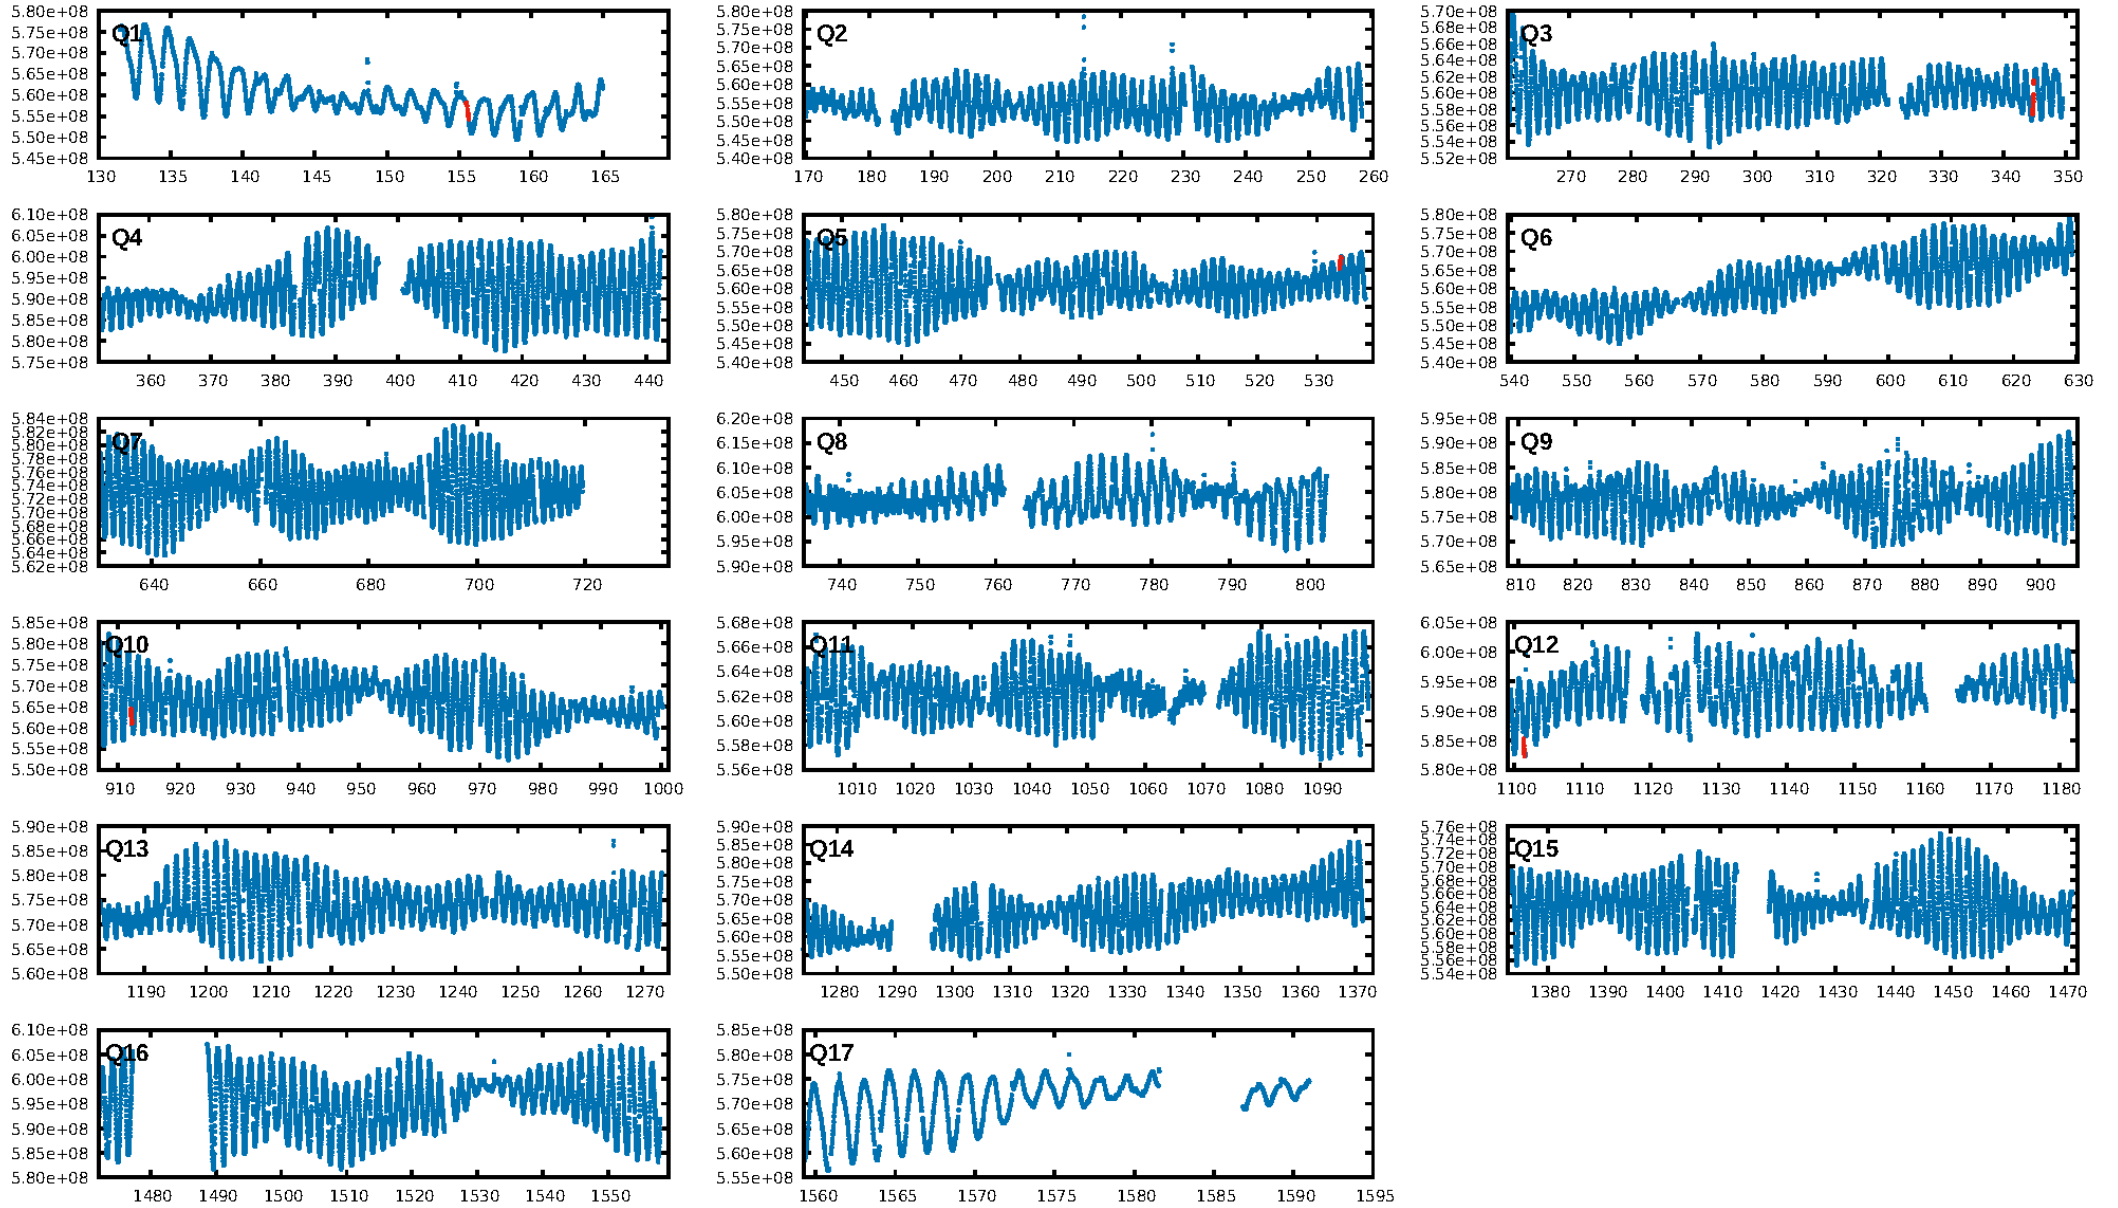 5.80e+08
5.75e+08
5.70e+08
5.65e+08
5.60e+08
5.55e+08
5.50e+08
5.45e+08
Q1
130 135 140 145 150 155 160 165
5.80e+08
5.75e+08
5.70e+08
5.65e+08
5.60e+08
5.55e+08
5.50e+08
5.45e+08
5.40e+08
Q2
170 180 190 200 210 220 230 240 250 260
5.70e+08
5.68e+08
5.66e+08
5.64e+08
5.62e+08
5.60e+08
5.58e+08
5.56e+08
5.54e+08
5.52e+08
Q3
270 280 290 300 310 320 330 340 350
6.10e+08
6.05e+08
6.00e+08
5.95e+08
5.90e+08
5.85e+08
5.80e+08
5.75e+08
Q4
360 370 380 390 400 410 420 430 440
5.80e+08
5.75e+08
5.70e+08
5.65e+08
5.60e+08
5.55e+08
5.50e+08
5.45e+08
5.40e+08
Q5
450 460 470 480 490 500 510 520 530
5.80e+08
5.75e+08
5.70e+08
5.65e+08
5.60e+08
5.55e+08
5.50e+08
5.45e+08
5.40e+08
Q6
540 550 560 570 580 590 600 610 620 630
5.84e+08
5.82e+08
5.80e+08
5.78e+08
5.76e+08
5.74e+08
5.72e+08
5.70e+08
5.68e+08
5.66e+08
5.64e+08
5.62e+08
Q7
640 660 680 700 720
6.20e+08
6.15e+08
6.10e+08
6.05e+08
6.00e+08
5.95e+08
5.90e+08
Q8
740 750 760 770 780 790 800
5.95e+08
5.90e+08
5.85e+08
5.80e+08
5.75e+08
5.70e+08
5.65e+08
Q9
810 820 830 840 850 860 870 880 890 900
5.85e+08
5.80e+08
5.75e+08
5.70e+08
5.65e+08
5.60e+08
5.55e+08
5.50e+08
Q10
910 920 930 940 950 960 970 980 990 1000
5.68e+08
5.66e+08
5.64e+08
5.62e+08
5.60e+08
5.58e+08
5.56e+08
Q11
1010 1020 1030 1040 1050 1060 1070 1080 1090
6.05e+08
6.00e+08
5.95e+08
5.90e+08
5.85e+08
5.80e+08
Q12
1100 1110 1120 1130 1140 1150 1160 1170 1180
5.90e+08
5.85e+08
5.80e+08
5.75e+08
5.70e+08
5.65e+08
5.60e+08
Q13
1190 1200 1210 1220 1230 1240 1250 1260 1270
5.90e+08
5.85e+08
5.80e+08
5.75e+08
5.70e+08
5.65e+08
5.60e+08
5.55e+08
5.50e+08
Q14
1280 1290 1300 1310 1320 1330 1340 1350 1360 1370
5.76e+08
5.74e+08
5.72e+08
5.70e+08
5.68e+08
5.66e+08
5.64e+08
5.62e+08
5.60e+08
5.58e+08
5.56e+08
5.54e+08
Q15
1380 1390 1400 1410 1420 1430 1440 1450 1460 1470
6.10e+08
6.05e+08
6.00e+08
5.95e+08
5.90e+08
5.85e+08
5.80e+08
Q16
1480 1490 1500 1510 1520 1530 1540 1550
5.85e+08
5.80e+08
5.75e+08
5.70e+08
5.65e+08
5.60e+08
5.55e+08
Q17
1560 1565 1570 1575 1580 1585 1590 1595